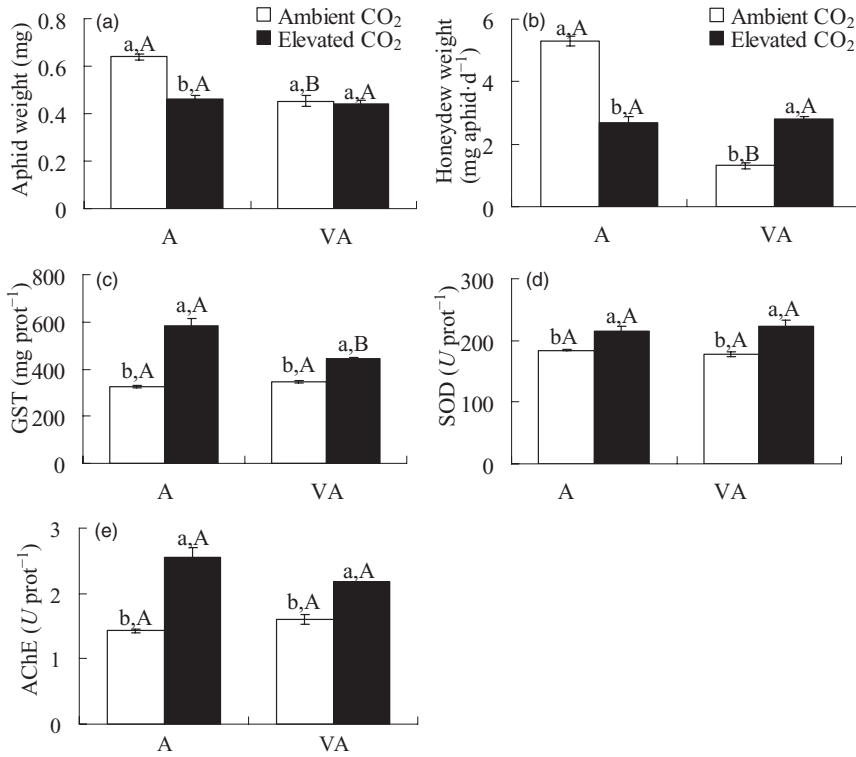 (a)
Ambient CO₂
Elevated CO₂
Aphid weight (mg)
0.8
0.6
0.4
0.2
0
a,A
b,A
a,B
a,A
A
VA
(b)
Ambient CO₂
Elevated CO₂
Honeydew weight
(mg aphid·d⁻¹)
6
4
2
0
a,A
b,A
b,B
a,A
A
VA
(c)
GST (mg prot⁻¹)
800
600
400
200
0
b,A
a,A
b,A
a,B
A
VA
(d)
SOD (U prot⁻¹)
300
200
100
0
bA
a,A
b,A
a,A
A
VA
(e)
AChE (U prot⁻¹)
3
2
1
0
b,A
a,A
b,A
a,A
A
VA